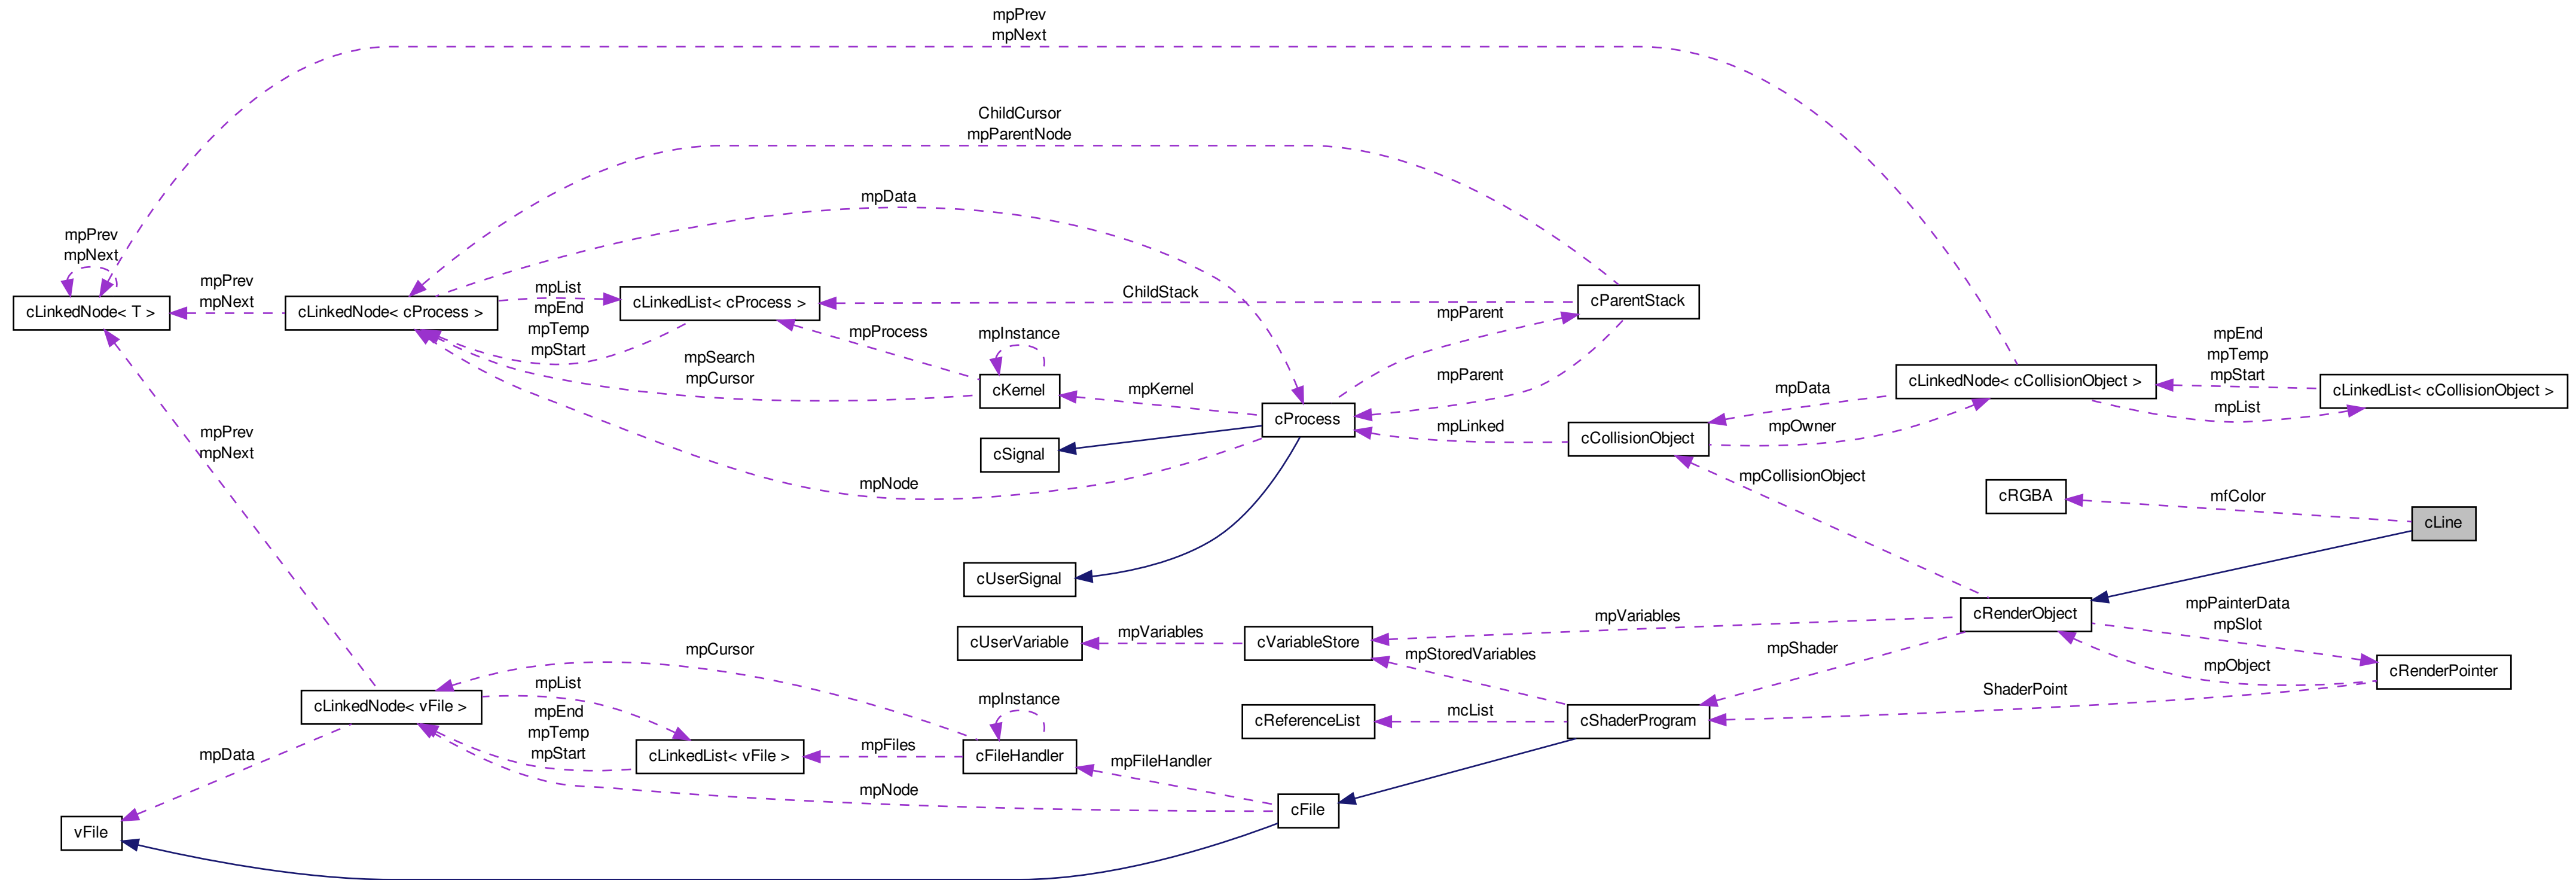 mpPrev
mpNext
ChildCursor
mpParentNode
mpData
mpPrev
mpNext
cLinkedNode< T >
mpPrev
mpNext
cLinkedNode< cProcess >
mpList
mpEnd
mpTemp
mpStart
cLinkedList< cProcess >
ChildStack
cParentStack
mpProcess
mpInstance
mpParent
mpSearch
mpCursor
cKernel
mpKernel
mpParent
cProcess
mpLinked
cCollisionObject
mpData
mpOwner
cLinkedNode< cCollisionObject >
mpEnd
mpTemp
mpStart
mpList
cLinkedList< cCollisionObject >
cSignal
mpNode
mpCollisionObject
cRGBA
mfColor
cLine
mpPrev
mpNext
cUserSignal
cRenderObject
mpPainterData
mpSlot
mpObject
cRenderPointer
cUserVariable
mpVariables
cVariableStore
mpVariables
mpStoredVariables
mpShader
ShaderPoint
mpCursor
cLinkedNode< vFile >
mpList
mpEnd
mpTemp
mpStart
cLinkedList< vFile >
mpFiles
mpInstance
cFileHandler
mpFileHandler
cReferenceList
mcList
cShaderProgram
mpData
mpNode
cFile
vFile